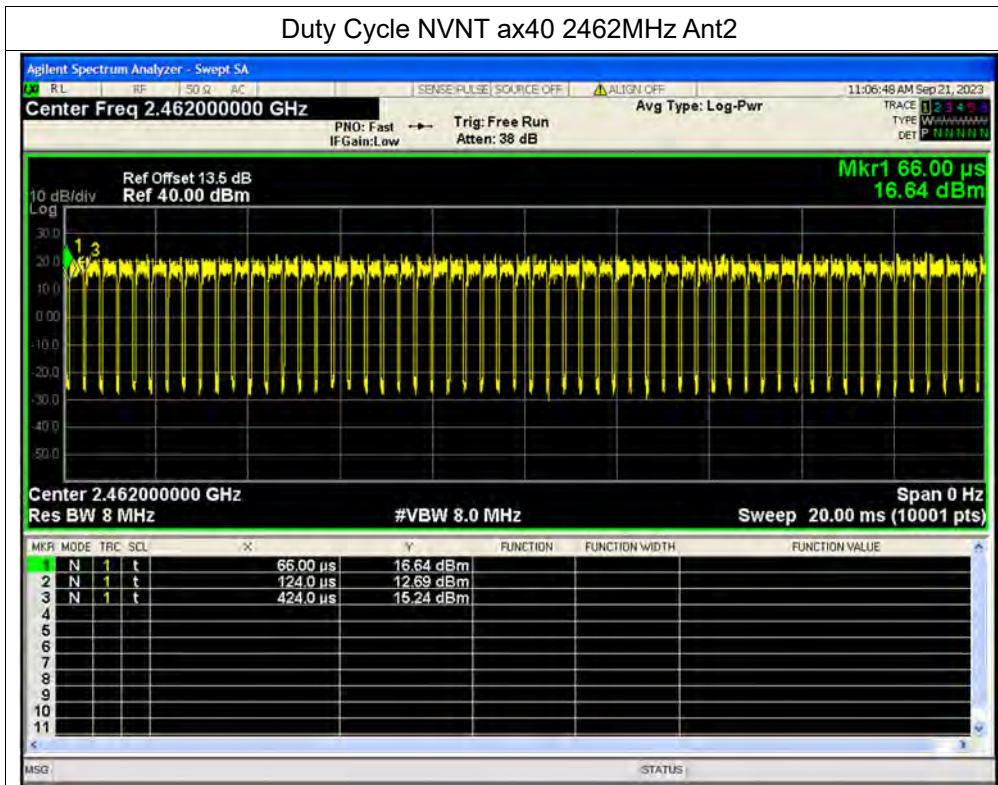 Duty Cycle NVNT ax40 2462MHz Ant2
Agilent Spectrum Analyzer - Swept SA
LXI RL RF 50 Ω AC SENSE:PULSE SOURCE OFF ALIGN OFF 11:06:48 AM Sep 21, 2023
Center Freq 2.462000000 GHz Avg Type: Log-Pwr TRACE 1 2 3 4 5 6
PNO: Fast Trig: Free Run TYPE W
IFGain:Low Atten: 38 dB DET P N N N N N
Mkr1 66.00 µs
Ref Offset 13.5 dB
10 dB/div Ref 40.00 dBm 16.64 dBm
Log
30.0
1 3
20.0
10.0
0.00
-10.0
-20.0
-30.0
-40.0
-50.0
Center 2.462000000 GHz Span 0 Hz
Res BW 8 MHz #VBW 8.0 MHz Sweep 20.00 ms (10001 pts)
MKR MODE TRC SCL X Y FUNCTION FUNCTION WIDTH FUNCTION VALUE
1 N 1 t 66.00 µs 16.64 dBm
2 N 1 t 124.0 µs 12.69 dBm
3 N 1 t 424.0 µs 15.24 dBm
4
5
6
7
8
9
10
11
MSG STATUS